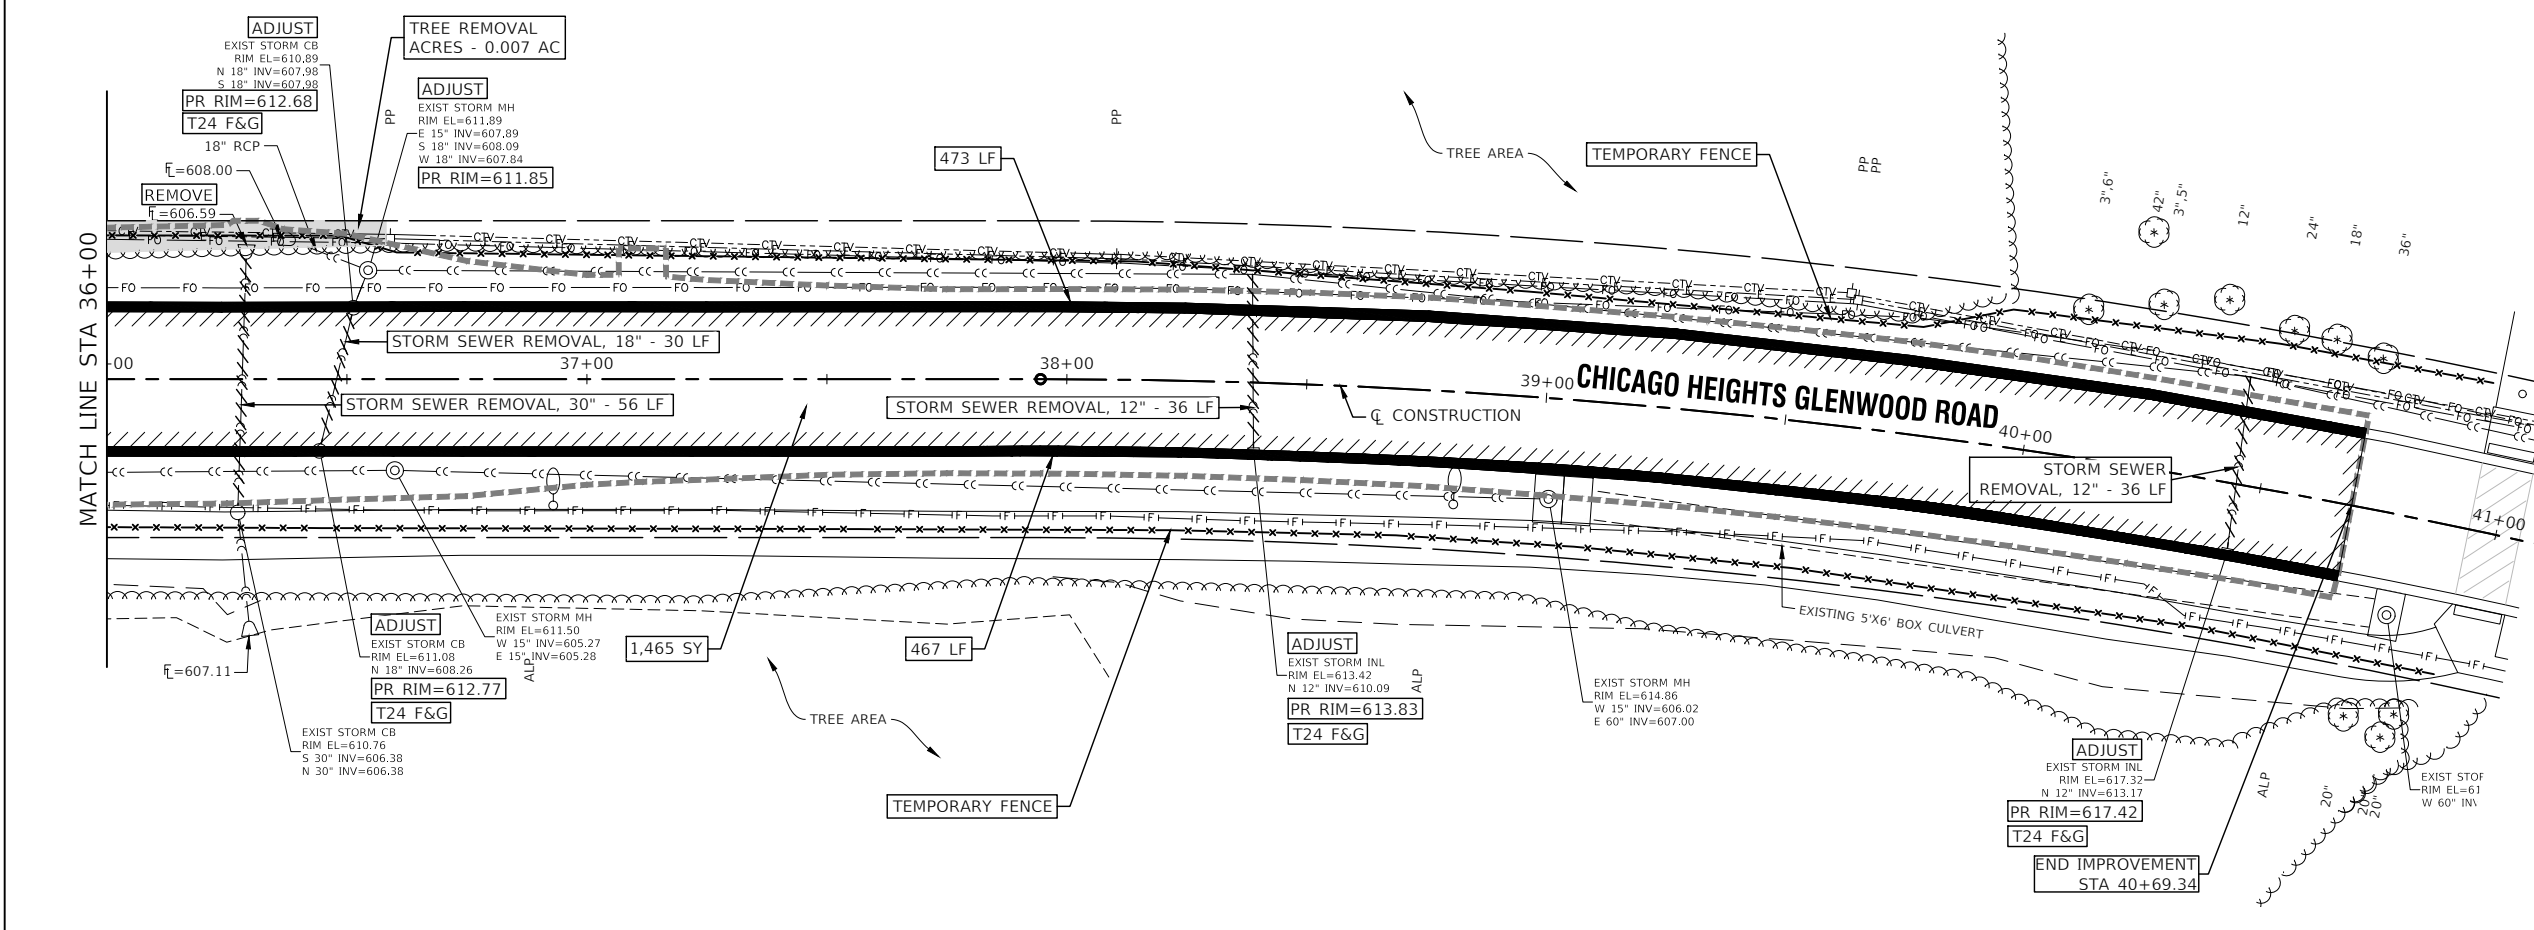 ADJUST
EXIST STORM CB
RIM EL=610.89
N 18" INV=607.98
S 18" INV=607.98
PR RIM=612.68
T24 F&G
18" RCP
FL=608.00
REMOVE
FL=606.59
TREE REMOVAL
ACRES - 0.007 AC
ADJUST
EXIST STORM MH
RIM EL=611.89
E 15" INV=607.89
S 18" INV=608.09
W 18" INV=607.84
PR RIM=611.85
PP
PP
473 LF
TREE AREA
TEMPORARY FENCE
PP
PP
3",6"
42"
3",5"
12"
24"
18"
36"
MATCH LINE STA 36+00
00
STORM SEWER REMOVAL, 18" - 30 LF
37+00
38+00
STORM SEWER REMOVAL, 30" - 56 LF
STORM SEWER REMOVAL, 12" - 36 LF
CL CONSTRUCTION
39+00
CHICAGO HEIGHTS GLENWOOD ROAD
40+00
STORM SEWER
REMOVAL, 12" - 36 LF
41+00
EXISTING 5'X6' BOX CULVERT
FL=607.11
ADJUST
EXIST STORM CB
RIM EL=611.08
N 18" INV=608.26
PR RIM=612.77
T24 F&G
EXIST STORM CB
RIM EL=610.76
S 30" INV=606.38
N 30" INV=606.38
EXIST STORM MH
RIM EL=611.50
W 15" INV=605.27
E 15" INV=605.28
ALP
1,465 SY
TREE AREA
467 LF
TEMPORARY FENCE
ADJUST
EXIST STORM INL
RIM EL=613.42
N 12" INV=610.09
PR RIM=613.83
T24 F&G
ALP
EXIST STORM MH
RIM EL=614.86
W 15" INV=606.02
E 60" INV=607.00
ADJUST
EXIST STORM INL
RIM EL=617.32
N 12" INV=613.17
PR RIM=617.42
T24 F&G
END IMPROVEMENT
STA 40+69.34
ALP
20"
20"
20"
EXIST STOR
RIM EL=61
W 60" INV